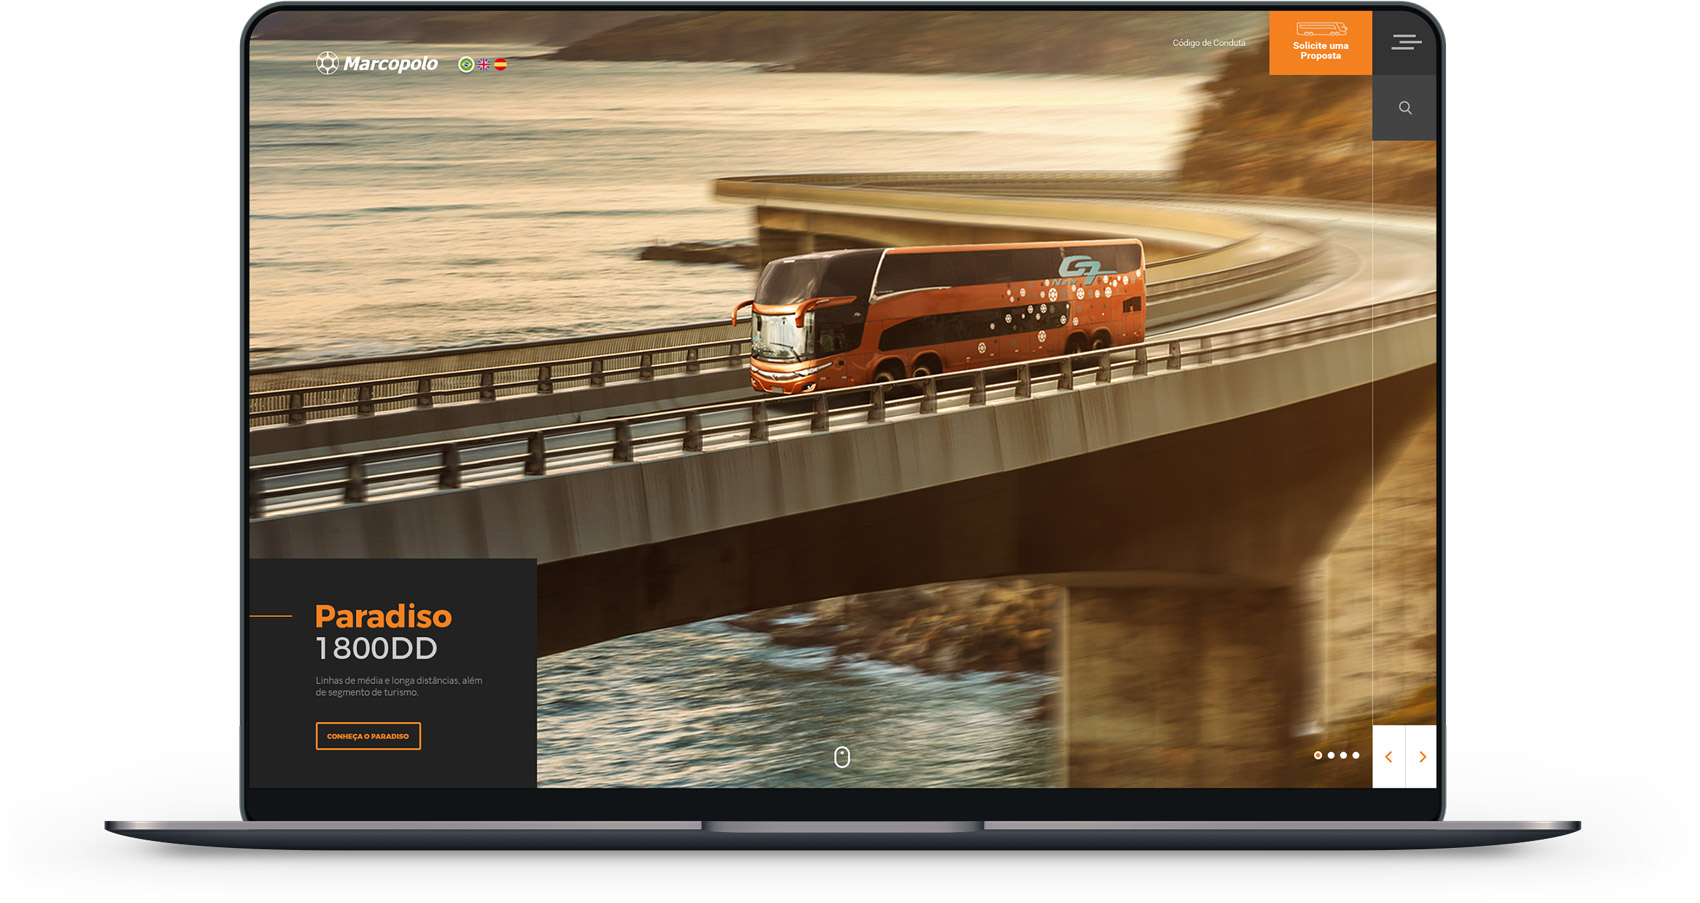 Marcopolo
Código de Conduta
Solicite uma
Proposta
G7
Paradiso
1800DD
Linhas de média e longa distâncias, além
de segmento de turismo.
CONHEÇA O PARADISO